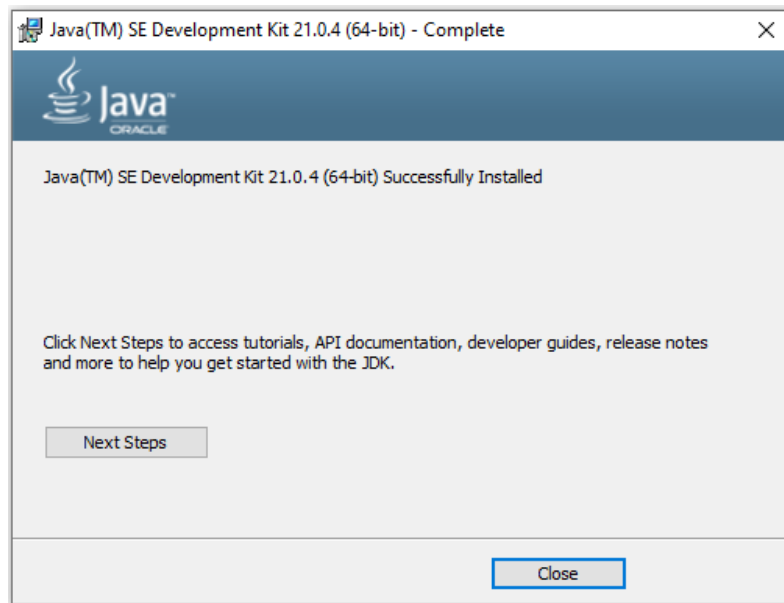 Java(TM) SE Development Kit 21.0.4 (64-bit) - Complete
Java™
ORACLE
Java(TM) SE Development Kit 21.0.4 (64-bit) Successfully Installed
Click Next Steps to access tutorials, API documentation, developer guides, release notes
and more to help you get started with the JDK.
Next Steps
Close